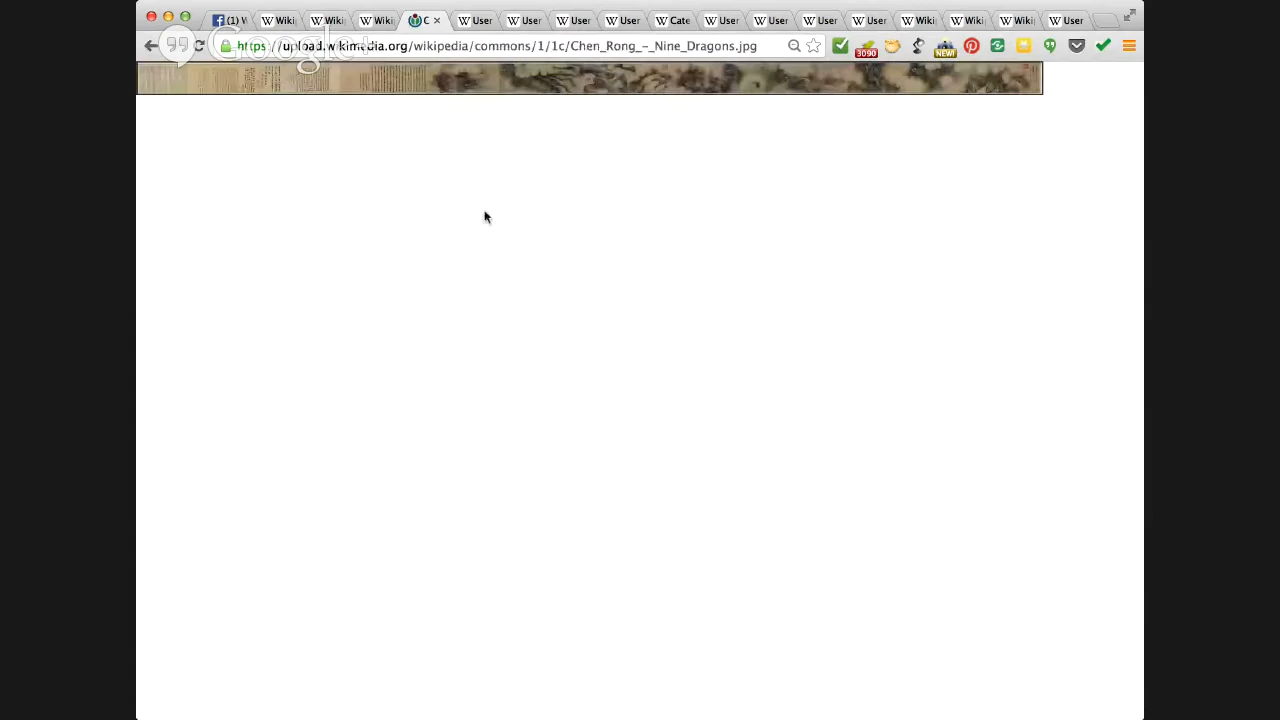 (1) W Wiki Wiki Wiki C User User User User Cate User User User User Wiki Wiki Wiki User
Google+
https://upload.wikimedia.org/wikipedia/commons/1/1c/Chen_Rong_-_Nine_Dragons.jpg
3090 NEW!